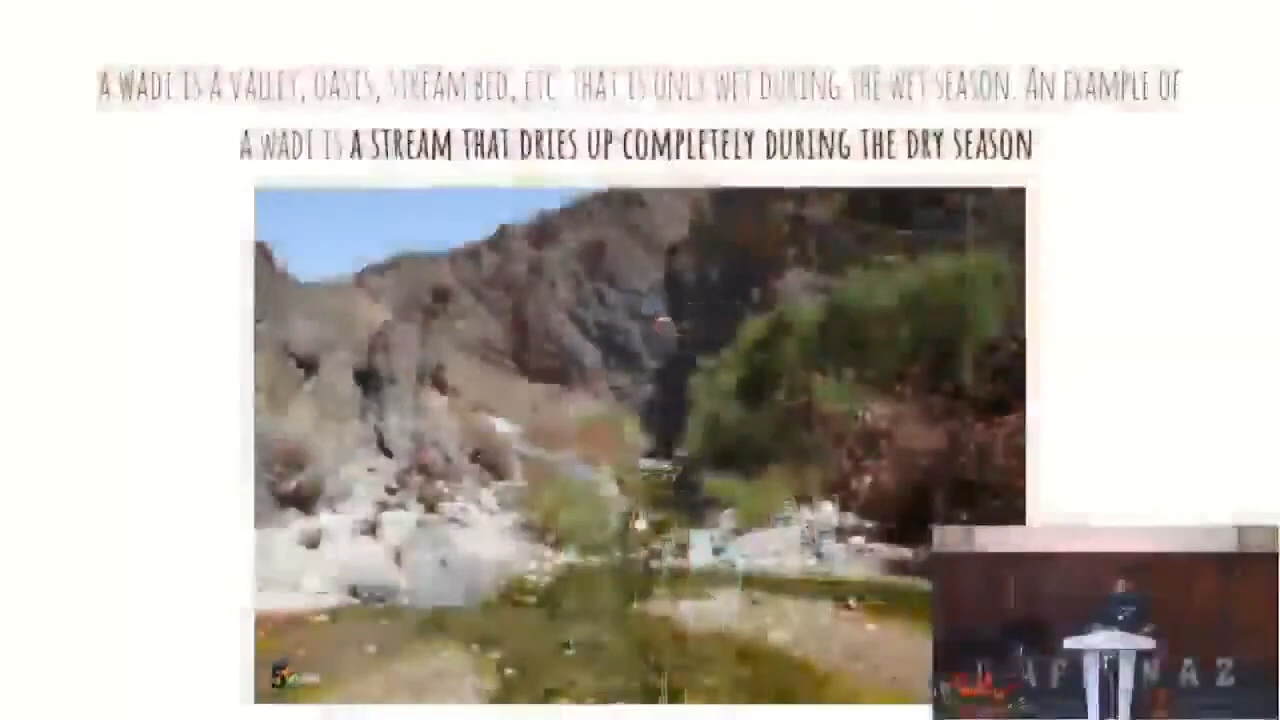 A WADI IS A VALLEY, OASIS, STREAM BED, ETC. THAT IS ONLY WET DURING THE WET SEASON. AN EXAMPLE OF
A WADI IS A STREAM THAT DRIES UP COMPLETELY DURING THE DRY SEASON